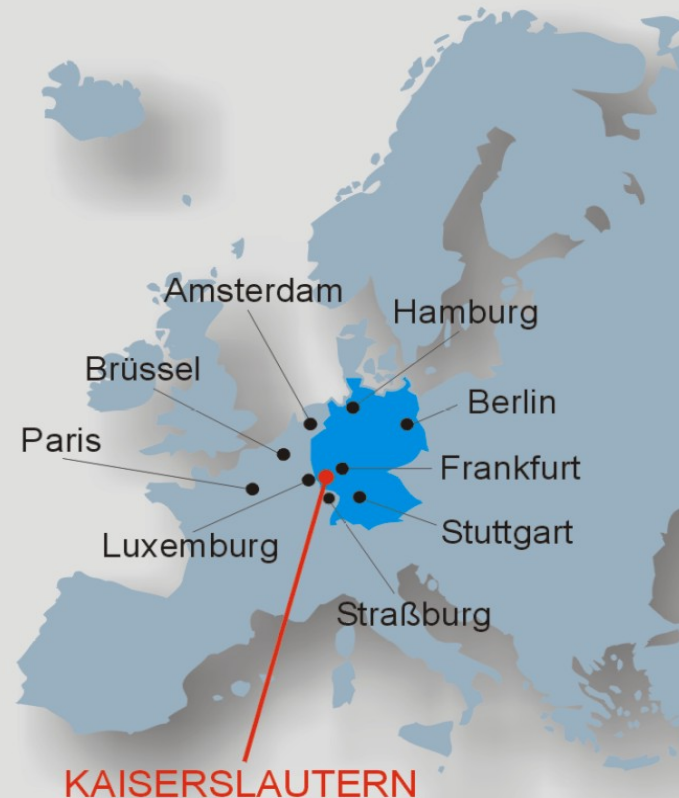 Amsterdam
Hamburg
Brüssel
Berlin
Paris
Frankfurt
Luxemburg
Stuttgart
Straßburg
KAISERSLAUTERN